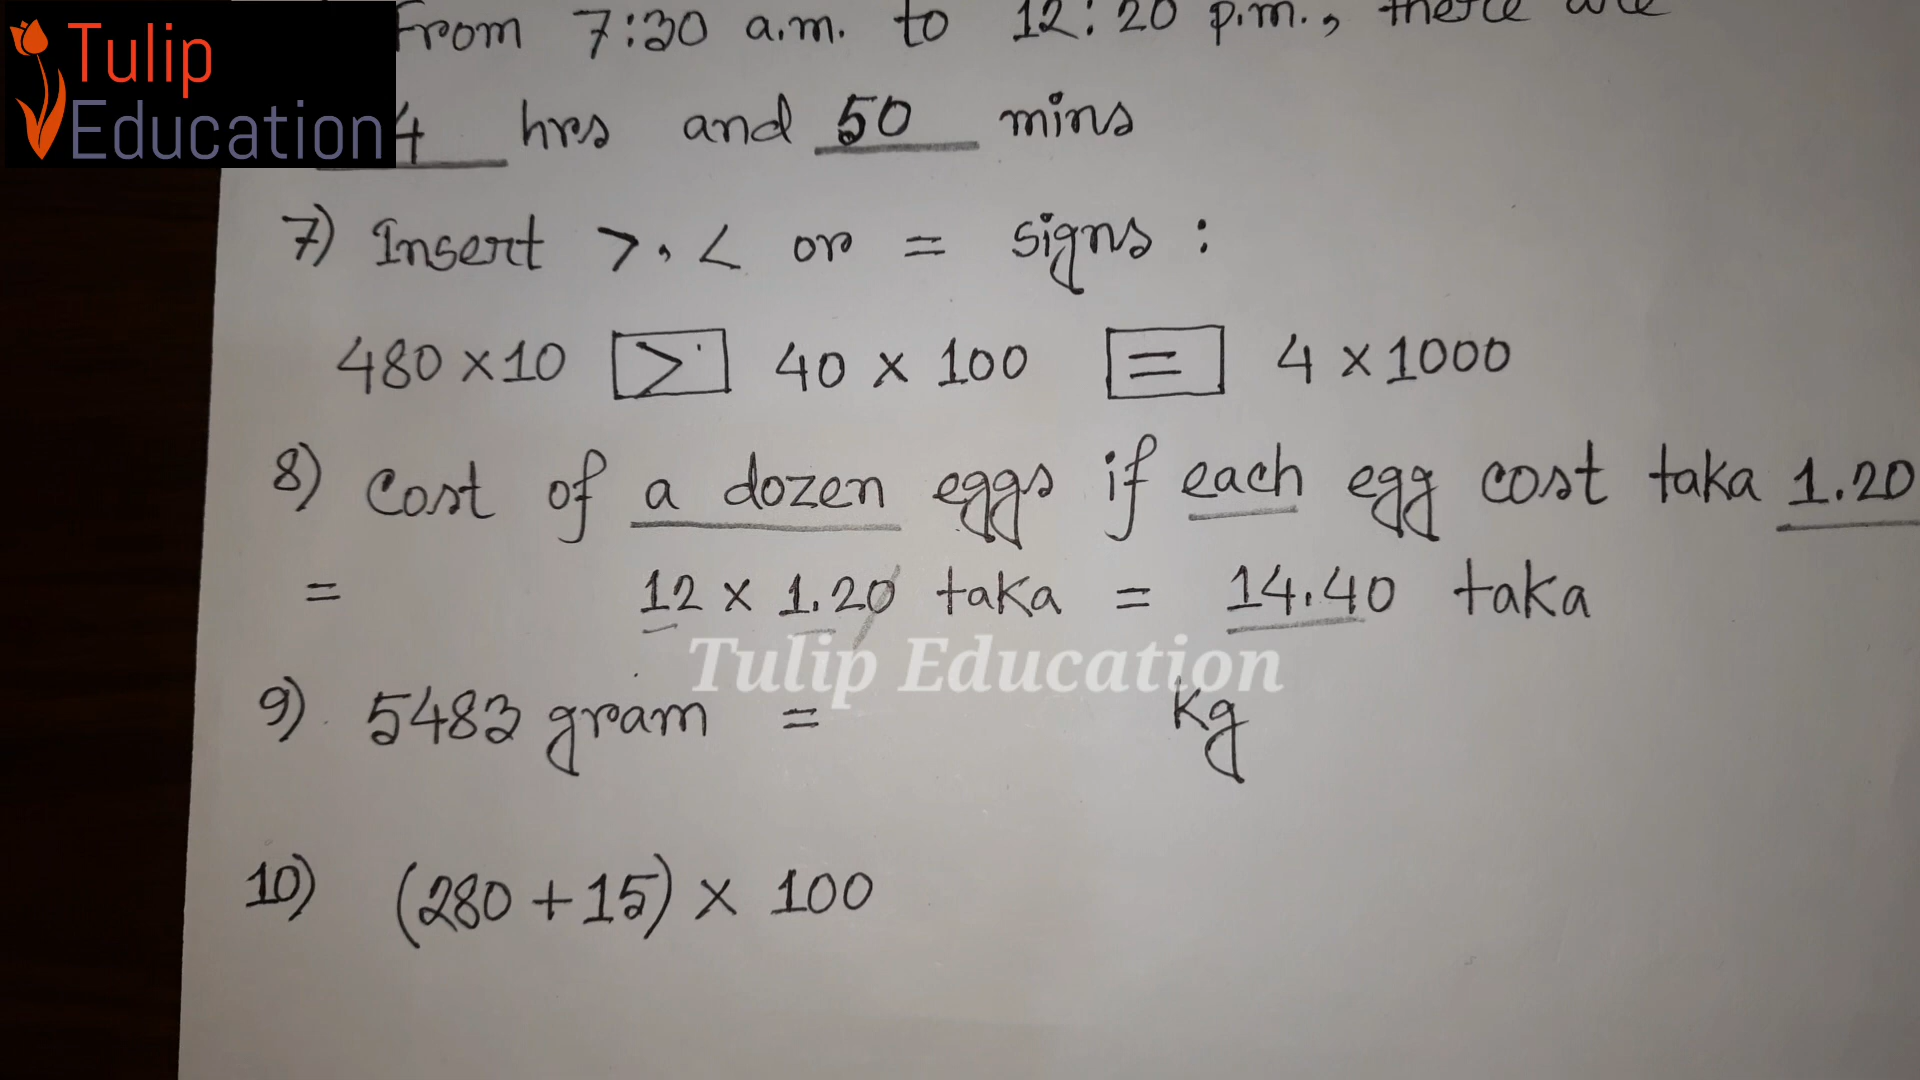 Tulip
Education
From 7:30 a.m. to 12:20 p.m., there are
4 hrs and 50 mins
7) Insert >, < or = signs :
480 × 10 > 40 × 100 = 4 × 1000
8) Cost of a dozen eggs if each egg cost taka 1.20
= 12 × 1.20 taka = 14.40 taka
Tulip Education
9) 5483 gram = kg
10) (280 + 15) × 100